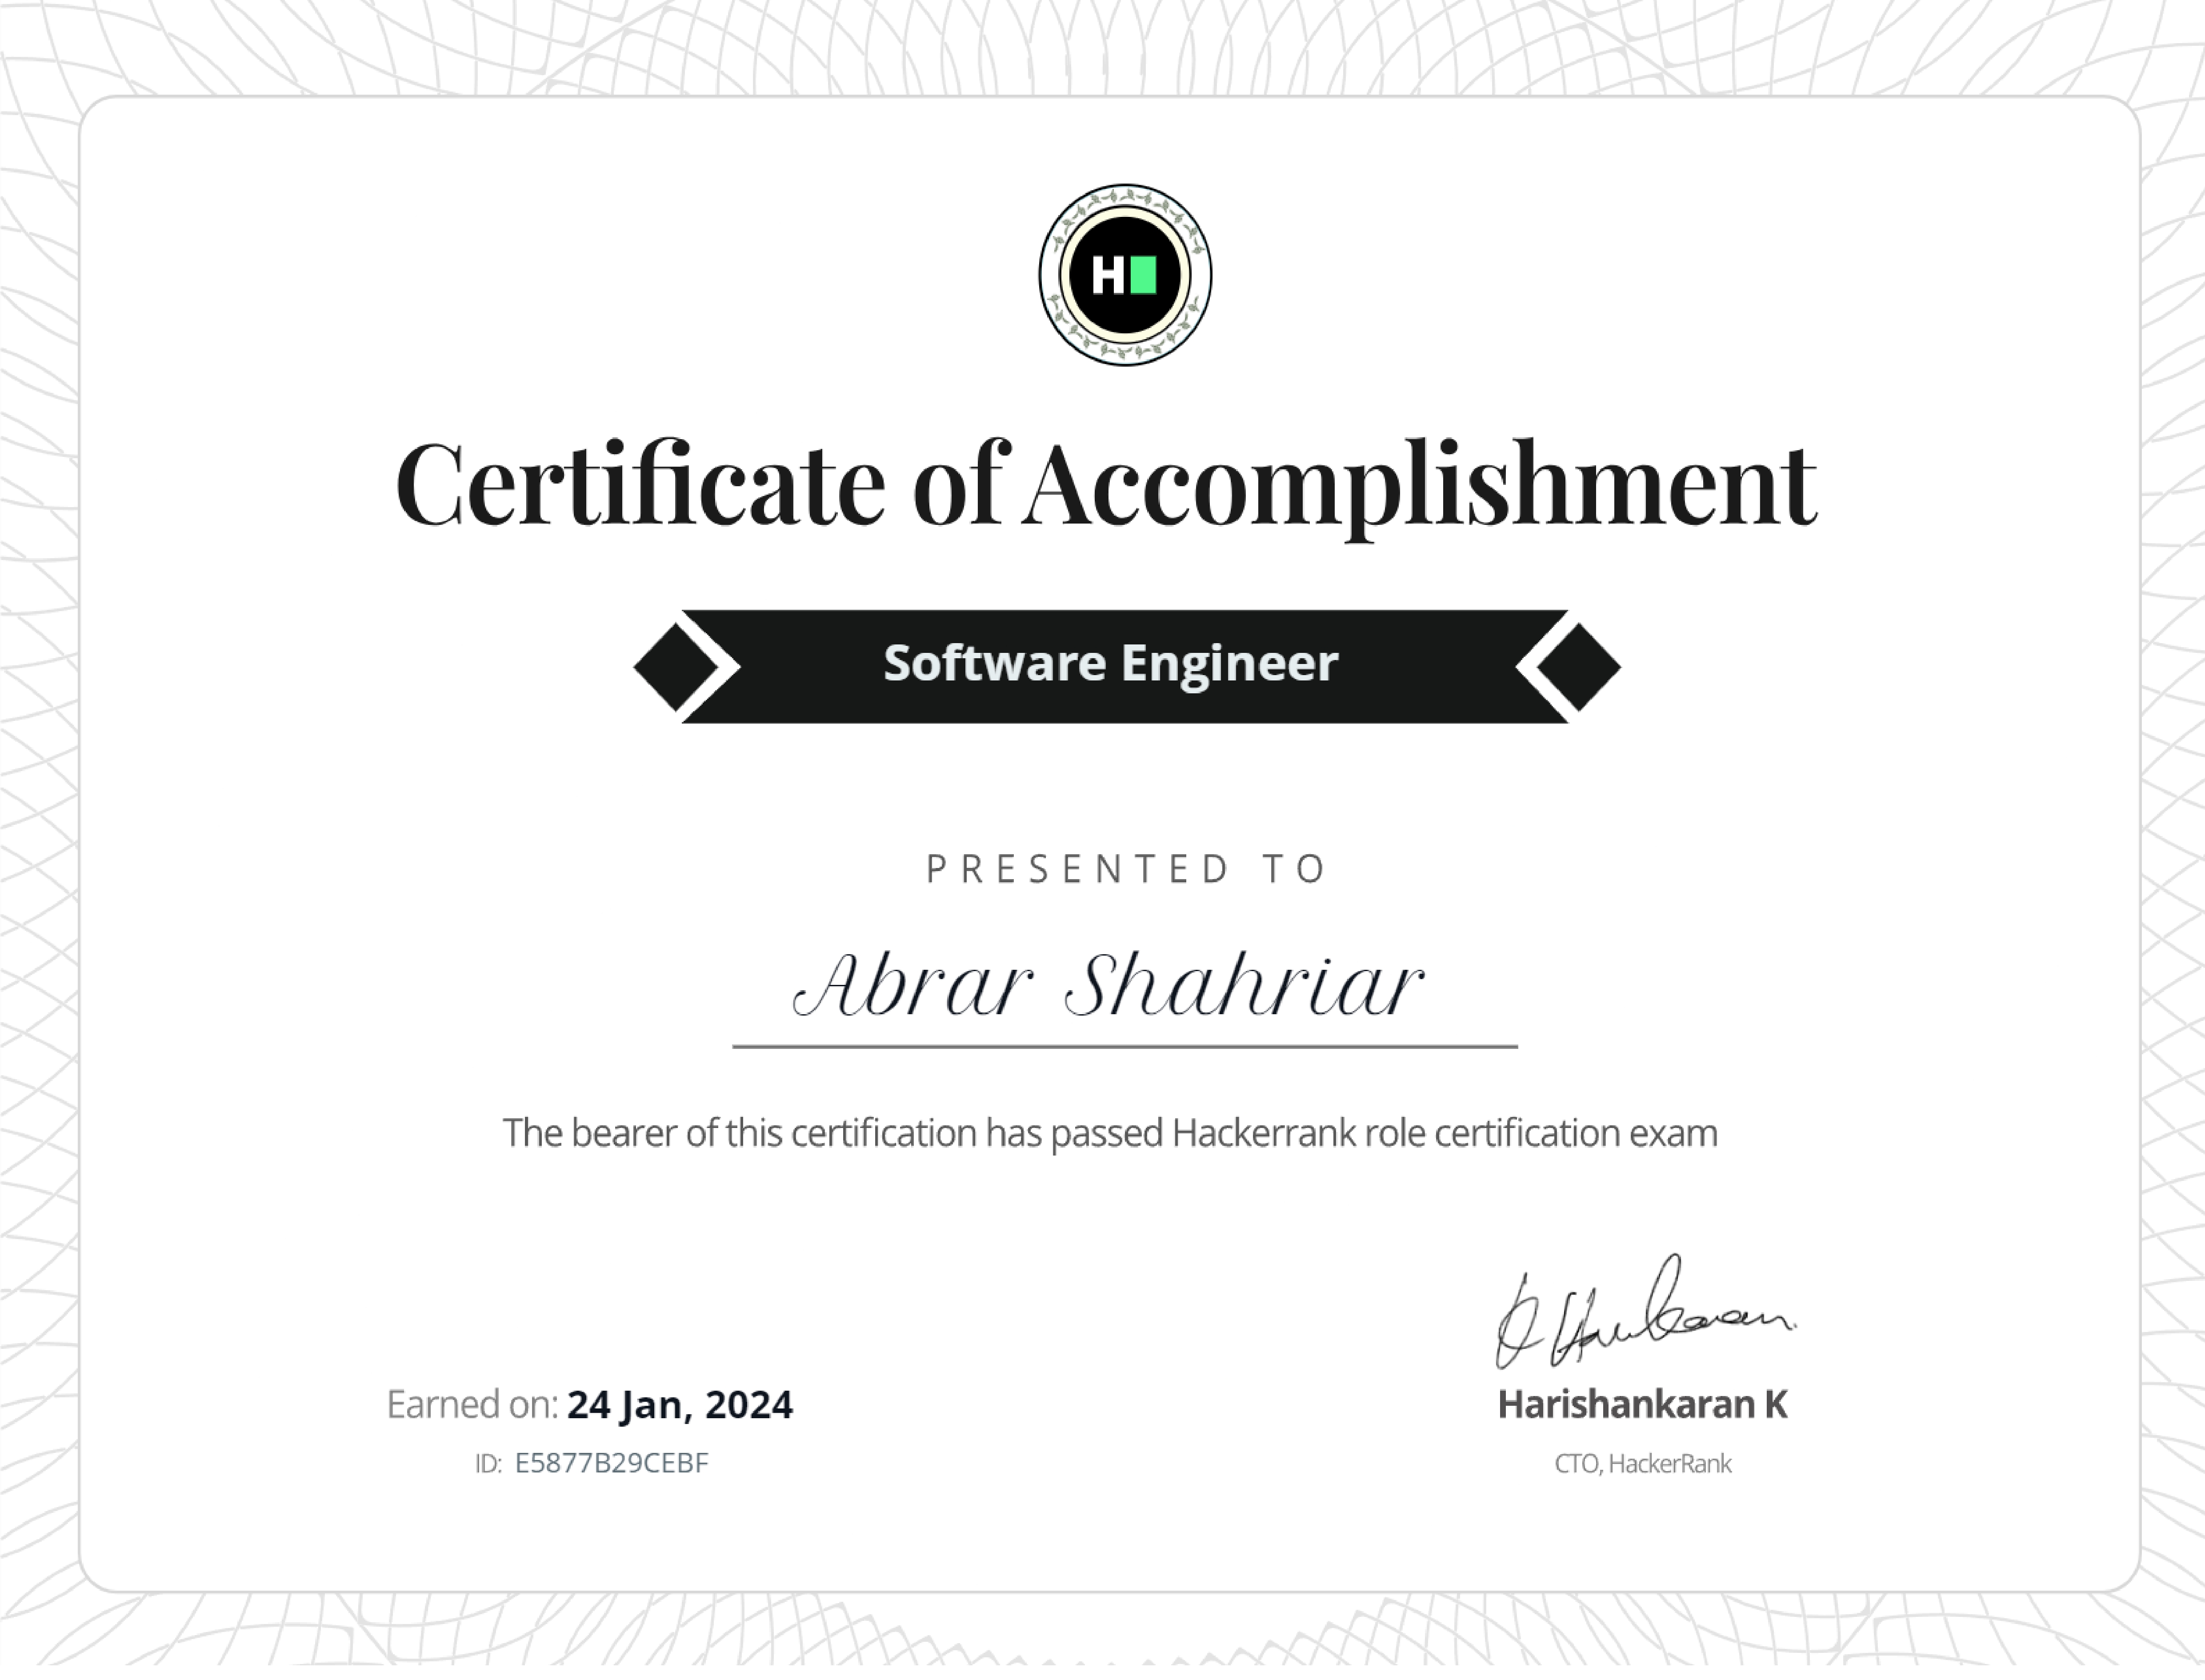 H
Certificate of Accomplishment
Software Engineer
PRESENTED TO
Abrar Shahriar
The bearer of this certification has passed Hackerrank role certification exam
Earned on: 24 Jan, 2024
ID: E5877B29CEBF
Harishankaran K
CTO, HackerRank